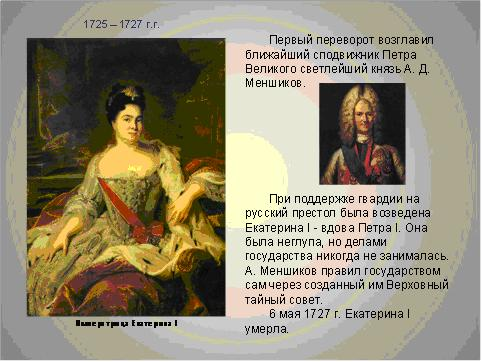 1725 – 1727 г.г.
Первый переворот возглавил
ближайший сподвижник Петра
Великого светлейший князь А. Д.
Меншиков.
При поддержке гвардии на
русский престол была возведена
Екатерина I - вдова Петра I. Она
была неглупа, но делами
государства никогда не занималась.
А. Меншиков правил государством
сам через созданный им Верховный
тайный совет.
6 мая 1727 г. Екатерина I
умерла.
Императрица Екатерина I